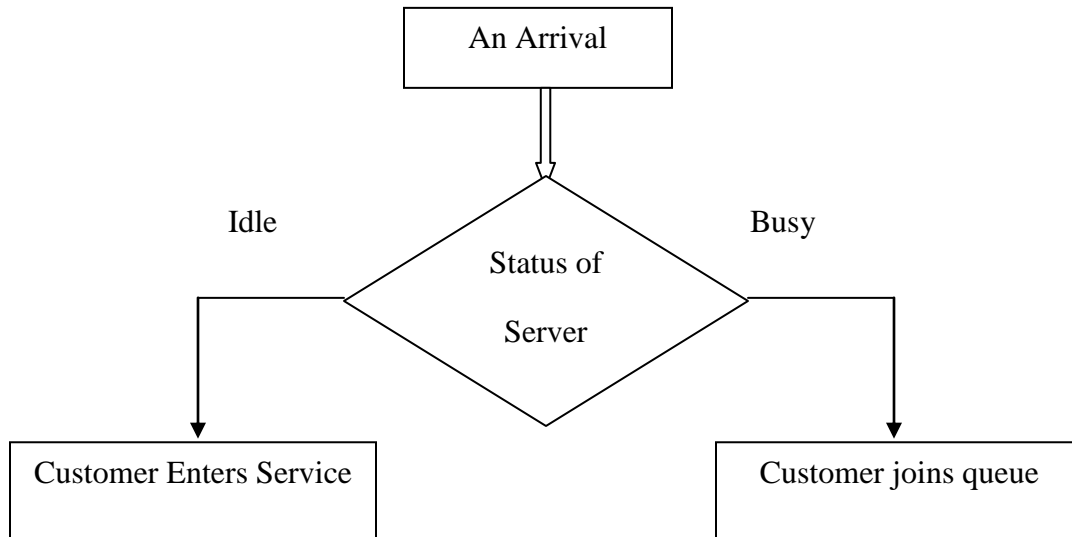 An Arrival
Idle
Busy
Status of
Server
Customer Enters Service
Customer joins queue